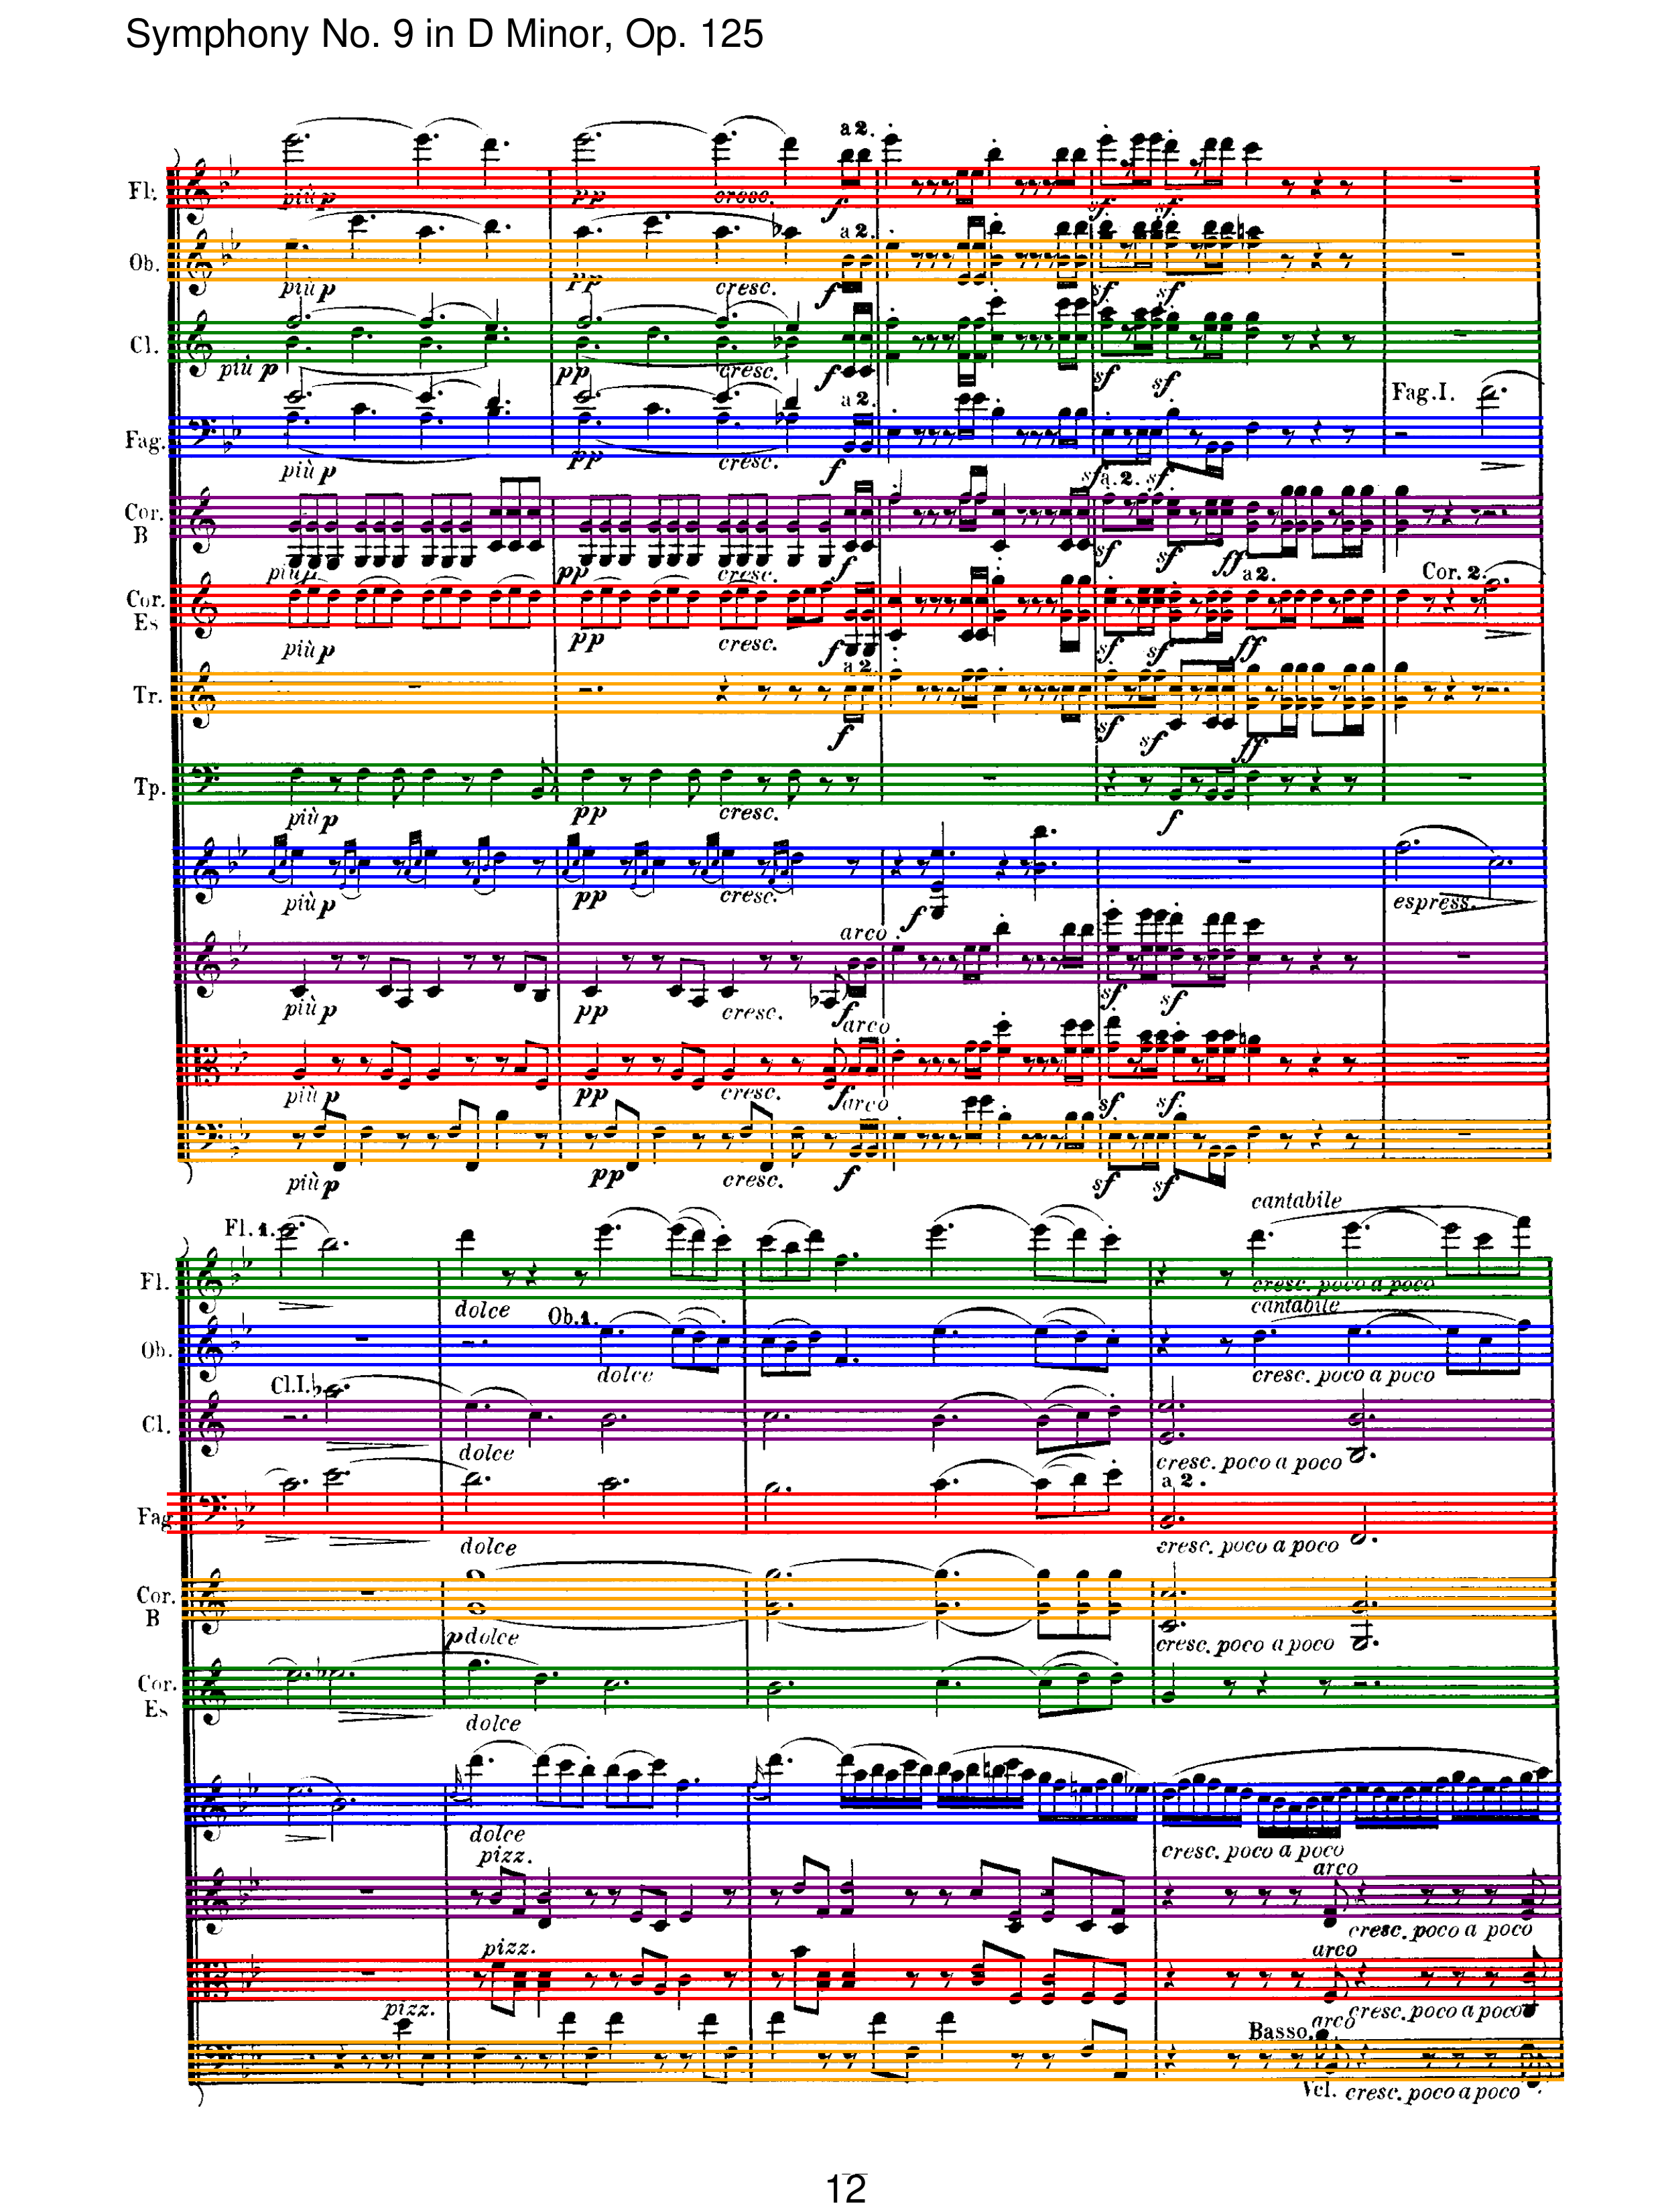 Symphony No. 9 in D Minor, Op. 125
a 2.
Fl. più p pp cresc. f sf sf
a 2.
Ob. più p pp cresc. f sf sf
Cl. più p pp cresc. f sf sf
a 2. Fag. I.
Fag. più p pp cresc. f sf sf
a. 2.
Cor. B più p pp cresc. f sf sf ff
a 2. Cor. 2.
Cor. Es più p pp cresc. f sf sf ff
a 2.
Tr. f sf sf ff
Tp. più p pp cresc. f
più p pp cresc. f espress.
arco
più p pp cresc. f sf sf
arco
più p pp cresc. f sf sf.
arco
più p pp cresc. f sf sf
Fl. 1. cantabile
Fl. dolce cresc. poco a poco
Ob. 1. cantabile
Ob. dolce cresc. poco a poco
Cl. I.
Cl. dolce cresc. poco a poco
a 2.
Fag dolce cresc. poco a poco
Cor. B p dolce cresc. poco a poco
Cor. Es dolce
dolce cresc. poco a poco
pizz. arco
cresc. poco a poco
pizz. arco
cresc. poco a poco
pizz. Basso. arco
Vcl. cresc. poco a poco
12